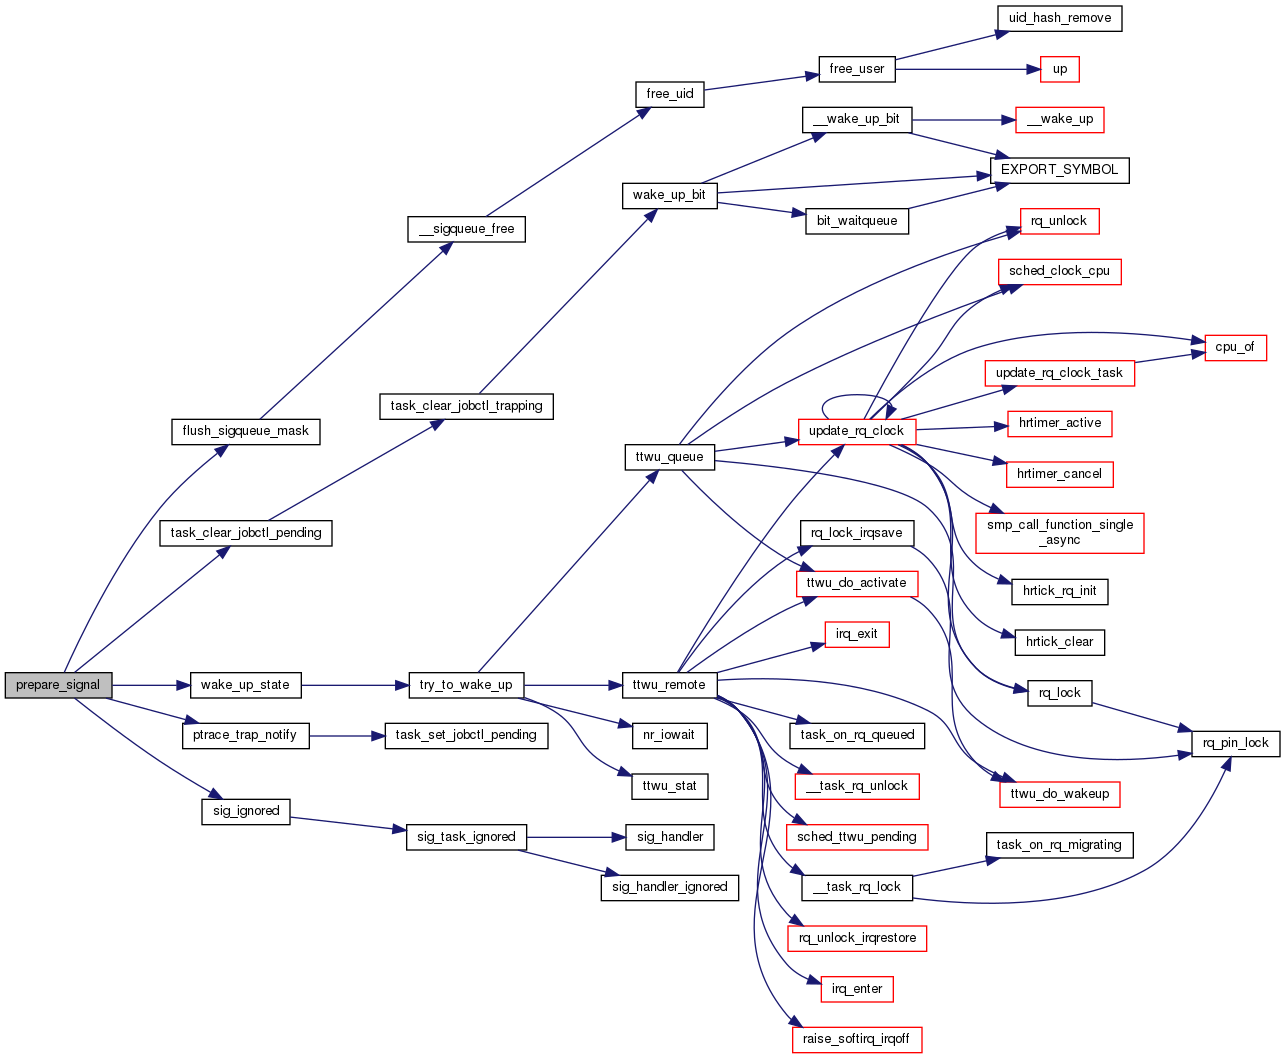 uid_hash_remove
free_user
up
free_uid
__wake_up_bit
__wake_up
EXPORT_SYMBOL
wake_up_bit
bit_waitqueue
rq_unlock
__sigqueue_free
sched_clock_cpu
cpu_of
update_rq_clock_task
task_clear_jobctl_trapping
hrtimer_active
flush_sigqueue_mask
update_rq_clock
ttwu_queue
hrtimer_cancel
smp_call_function_single
_async
task_clear_jobctl_pending
rq_lock_irqsave
ttwu_do_activate
hrtick_rq_init
irq_exit
hrtick_clear
prepare_signal
wake_up_state
try_to_wake_up
ttwu_remote
rq_lock
ptrace_trap_notify
task_set_jobctl_pending
nr_iowait
task_on_rq_queued
rq_pin_lock
ttwu_stat
__task_rq_unlock
ttwu_do_wakeup
sig_ignored
sig_task_ignored
sig_handler
sched_ttwu_pending
task_on_rq_migrating
sig_handler_ignored
__task_rq_lock
rq_unlock_irqrestore
irq_enter
raise_softirq_irqoff